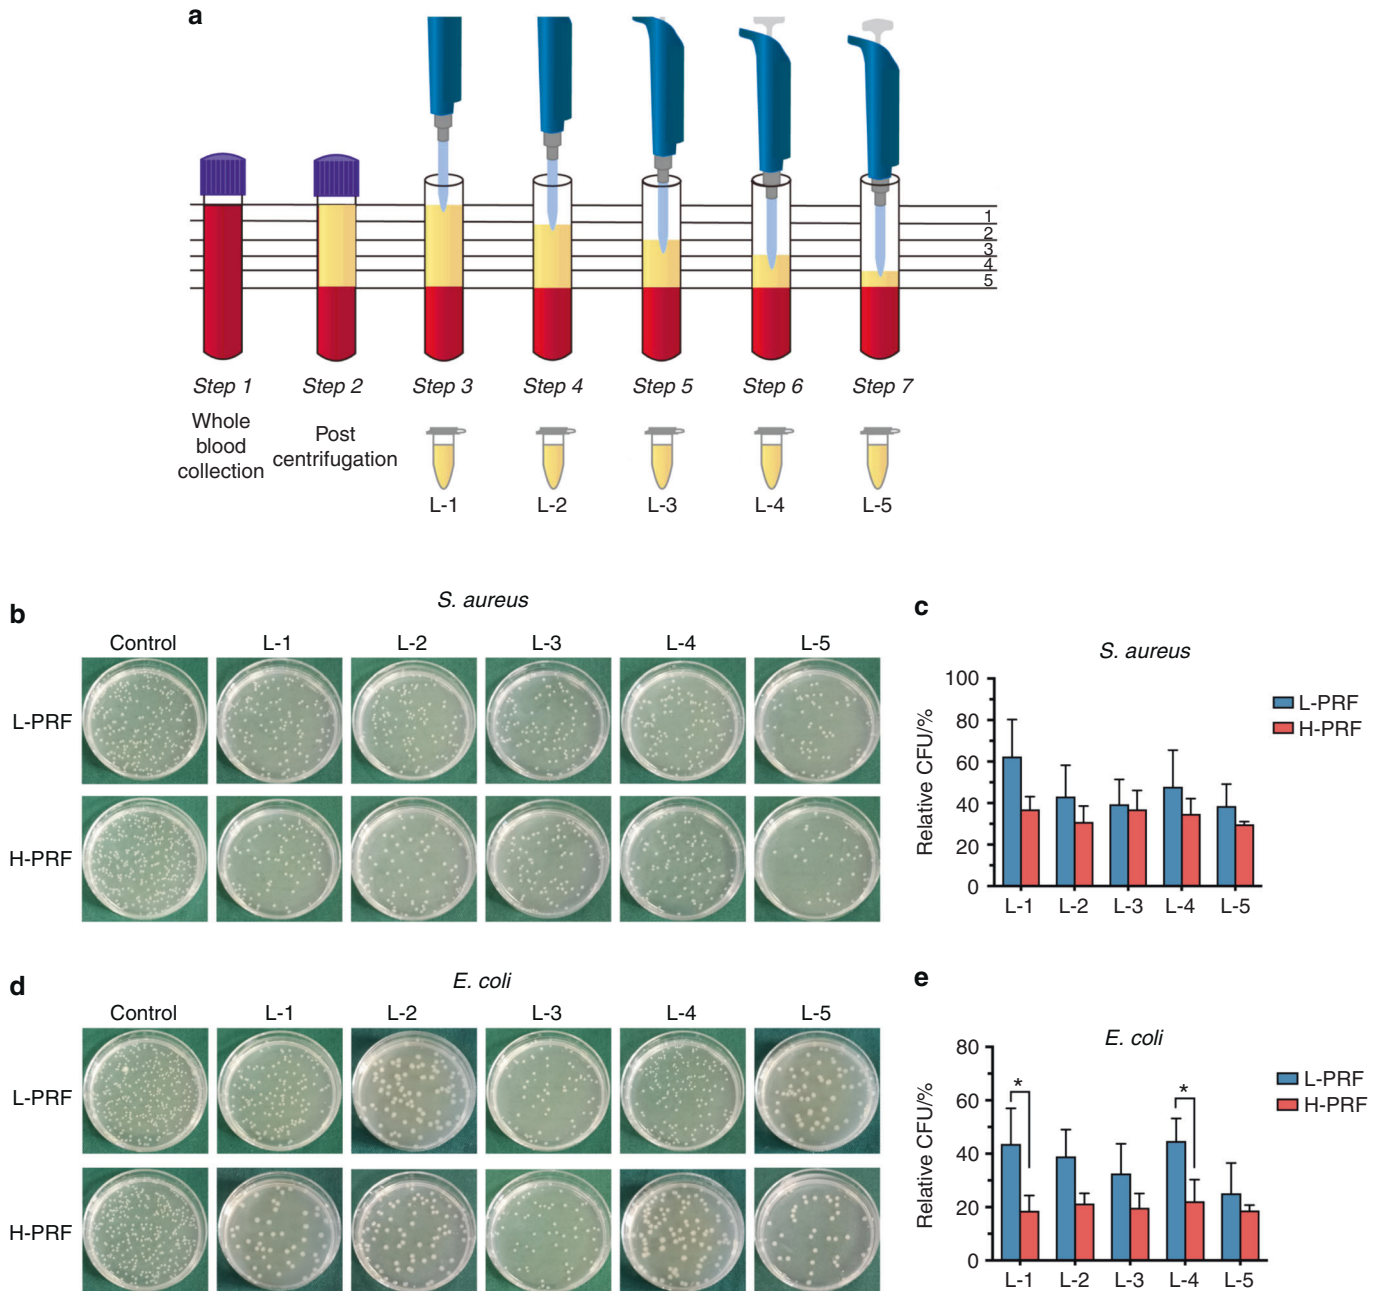 a
1
2
3
4
5
Step 1
Step 2
Step 3
Step 4
Step 5
Step 6
Step 7
Whole
blood
collection
Post
centrifugation
L-1
L-2
L-3
L-4
L-5
b
S. aureus
Control
L-1
L-2
L-3
L-4
L-5
L-PRF
H-PRF
c
S. aureus
Relative CFU/%
100
80
60
40
20
0
L-1
L-2
L-3
L-4
L-5
L-PRF
H-PRF
d
E. coli
Control
L-1
L-2
L-3
L-4
L-5
L-PRF
H-PRF
e
E. coli
Relative CFU/%
80
60
40
20
0
*
*
L-1
L-2
L-3
L-4
L-5
L-PRF
H-PRF